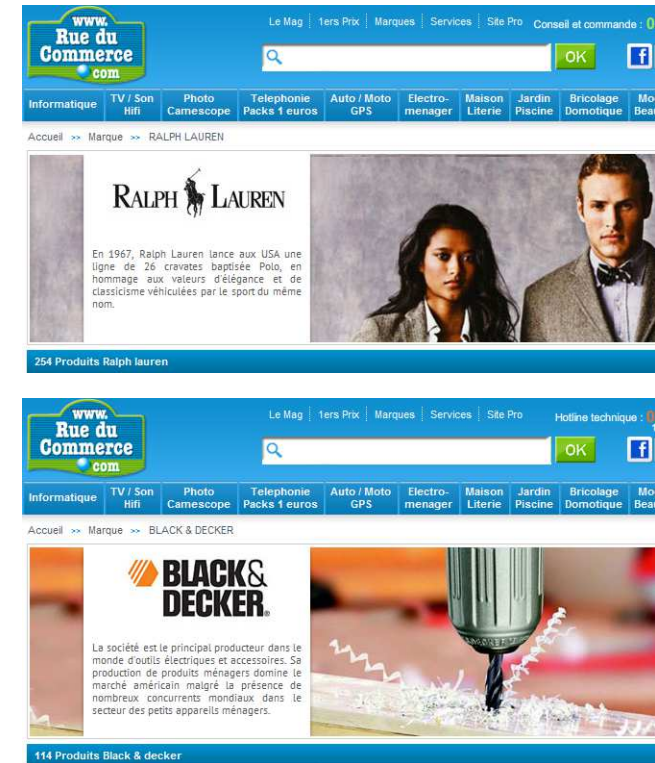 www.
Rue du
Commerce
com
Le Mag | 1ers Prix | Marques | Services | Site Pro Conseil et commande : 0
OK f
Informatique TV / Son Hifi Photo Camescope Telephonie Packs 1 euros Auto / Moto GPS Electro-menager Maison Literie Jardin Piscine Bricolage Domotique
Accueil >> Marque >> RALPH LAUREN
RALPH LAUREN
En 1967, Ralph Lauren lance aux USA une
ligne de 26 cravates baptisée Polo, en
hommage aux valeurs d'élégance et de
classicisme véhiculées par le sport du même
nom.
254 Produits Ralph lauren
www.
Rue du
Commerce
com
Le Mag | 1ers Prix | Marques | Services | Site Pro Hotline technique : 0
OK f
Informatique TV / Son Hifi Photo Camescope Telephonie Packs 1 euros Auto / Moto GPS Electro-menager Maison Literie Jardin Piscine Bricolage Domotique
Accueil >> Marque >> BLACK & DECKER
BLACK&
DECKER®
La société est le principal producteur dans le
monde d'outils électriques et accessoires. Sa
production de produits ménagers domine le
marché américain malgré la présence de
nombreux concurrents mondiaux dans le
secteur des petits appareils ménagers.
114 Produits Black & decker